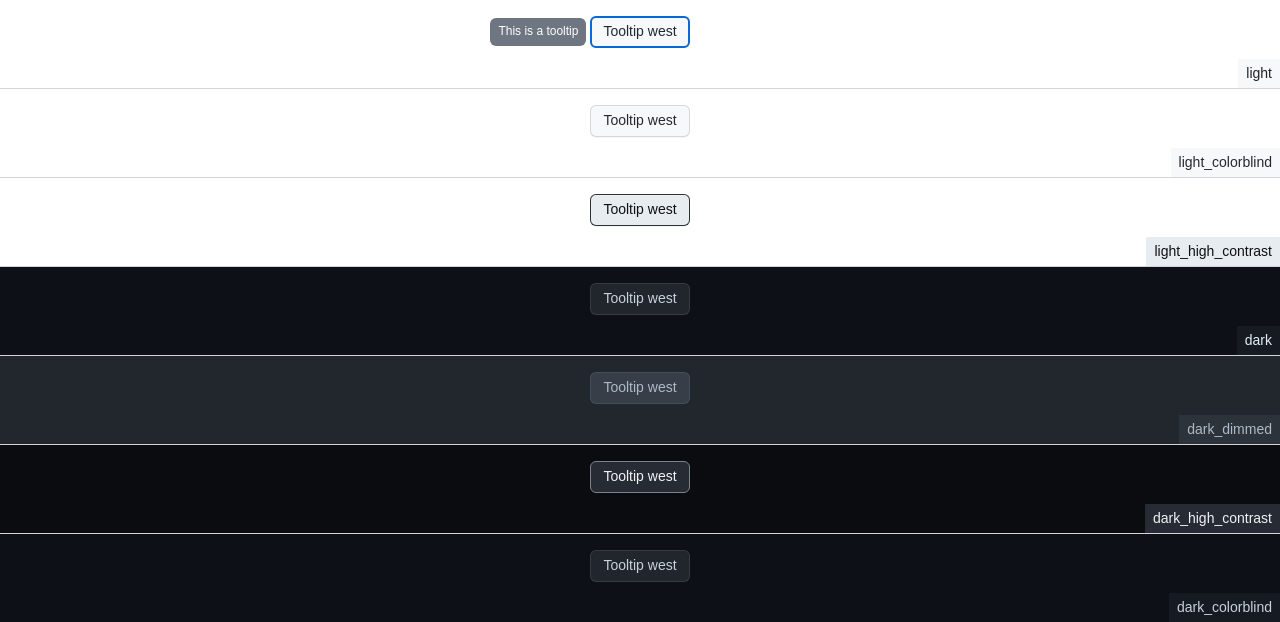 This is a tooltip Tooltip west
light
Tooltip west
light_colorblind
Tooltip west
light_high_contrast
Tooltip west
dark
Tooltip west
dark_dimmed
Tooltip west
dark_high_contrast
Tooltip west
dark_colorblind